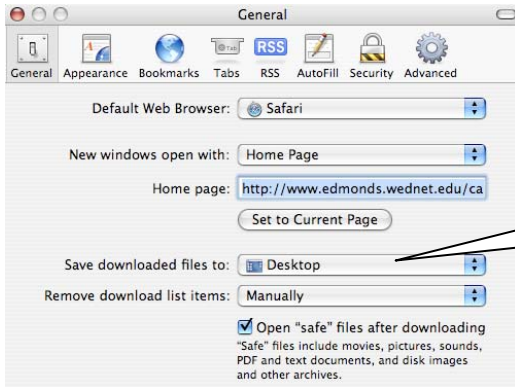 General
General Appearance Bookmarks Tabs RSS AutoFill Security Advanced
Default Web Browser: Safari
New windows open with: Home Page
Home page: http://www.edmonds.wednet.edu/ca
Set to Current Page
Save downloaded files to: Desktop
Remove download list items: Manually
Open “safe” files after downloading
“Safe” files include movies, pictures, sounds,
PDF and text documents, and disk images
and other archives.